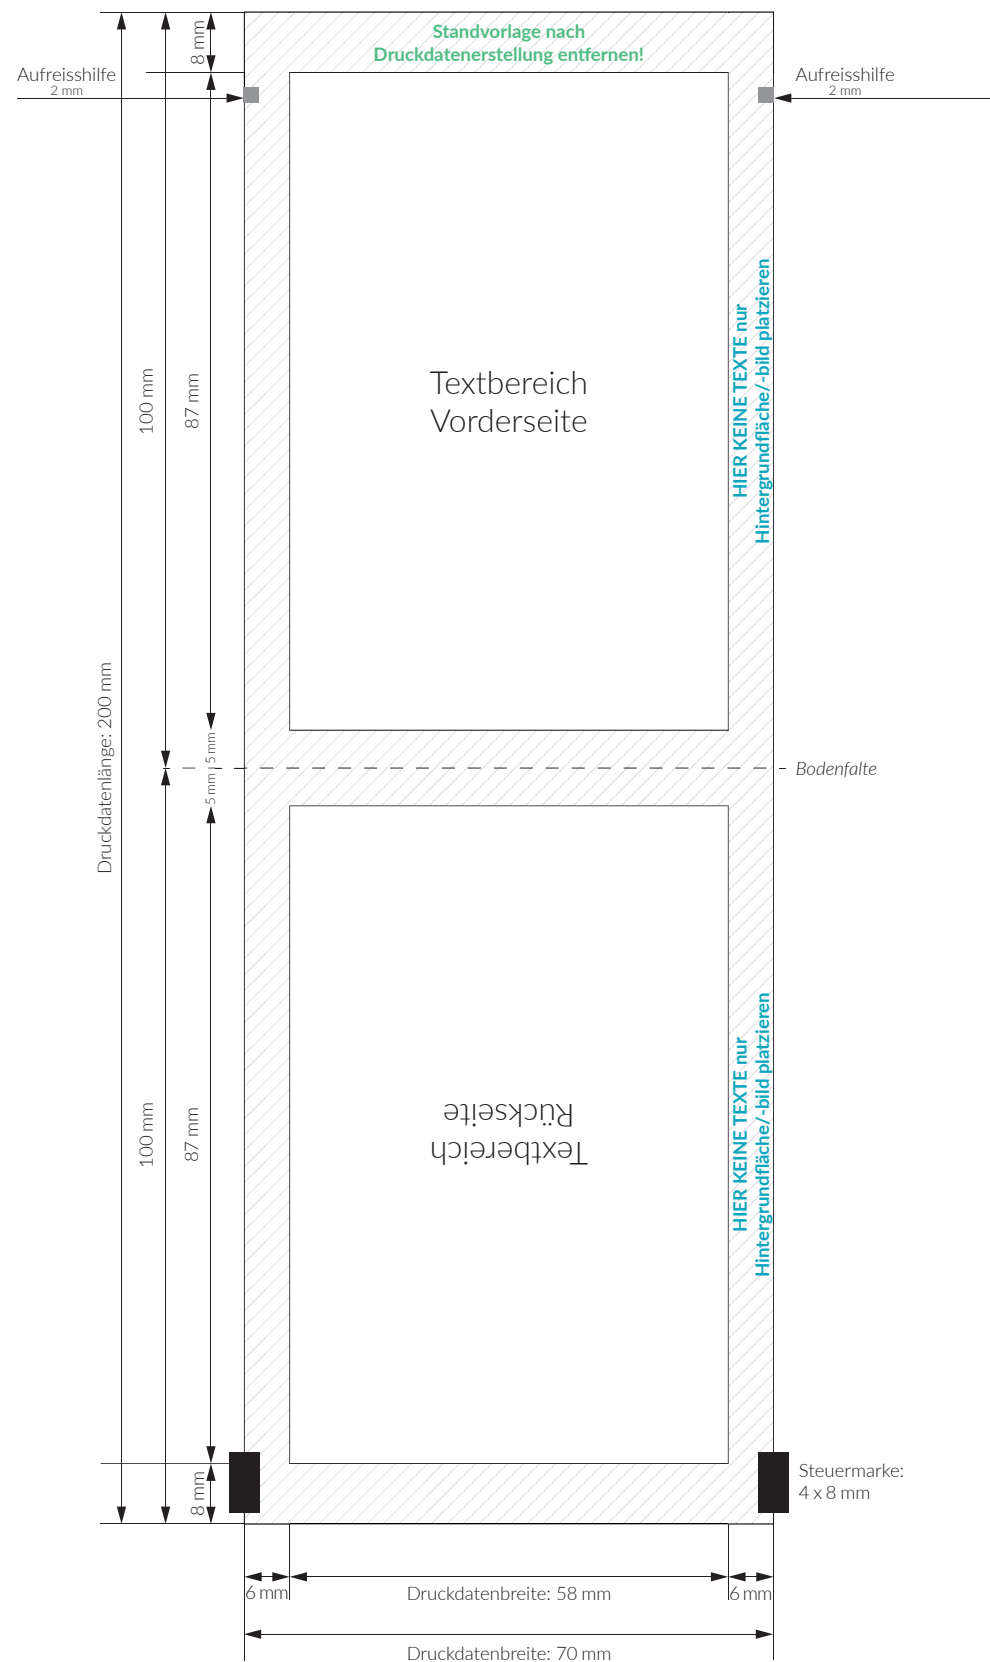 Standvorlage nach
Druckdatenerstellung entfernen!
8 mm
Aufreisshilfe
2 mm
Aufreisshilfe
2 mm
100 mm
87 mm
Textbereich
Vorderseite
HIER KEINE TEXTE nur
Hintergrundfläche/-bild platzieren
Druckdatenlänge: 200 mm
5 mm
5 mm
Bodenfalte
100 mm
87 mm
Textbereich
Rückseite
HIER KEINE TEXTE nur
Hintergrundfläche/-bild platzieren
8 mm
Steuermarke:
4 x 8 mm
6 mm
Druckdatenbreite: 58 mm
6 mm
Druckdatenbreite: 70 mm